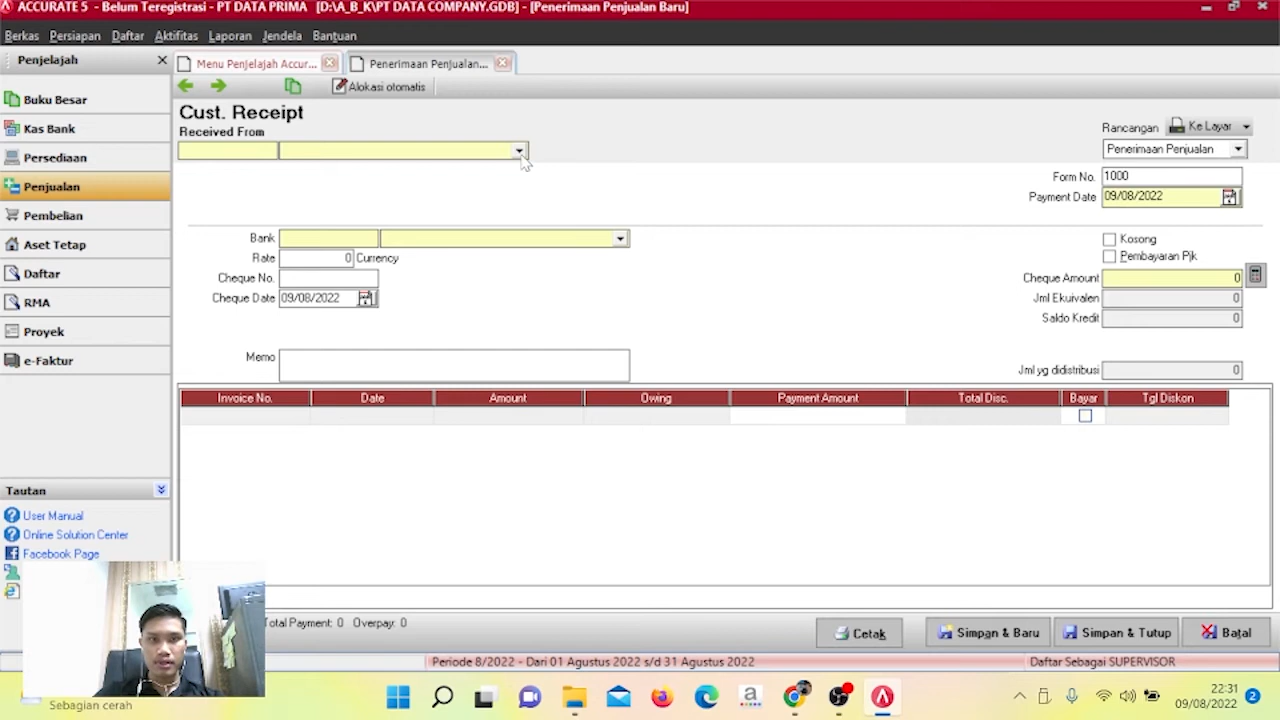 ACCURATE 5 - Belum Teregistrasi - PT DATA PRIMA [D:\A_B_K\PT DATA COMPANY.GDB] - [Penerimaan Penjualan Baru]
Berkas Persiapan Daftar Aktifitas Laporan Jendela Bantuan
Penjelajah
Menu Penjelajah Accur...
Penerimaan Penjualan...
Alokasi otomatis
Buku Besar
Kas Bank
Persediaan
Penjualan
Pembelian
Aset Tetap
Daftar
RMA
Proyek
e-Faktur
Tautan
User Manual
Online Solution Center
Facebook Page
Cust. Receipt
Received From
Rancangan Ke Layar
Penerimaan Penjualan
Form No. 1000
Payment Date 09/08/2022
Bank
Rate 0 Currency
Cheque No.
Cheque Date 09/08/2022
Memo
Kosong
Pembayaran Pjk
Cheque Amount 0
Jml Ekuivalen 0
Saldo Kredit 0
Jml yg didistribusi 0
Invoice No. Date Amount Owing Payment Amount Total Disc. Bayar Tgl Diskon
Total Payment: 0 Overpay: 0
Cetak Simpan & Baru Simpan & Tutup Batal
Periode 8/2022 - Dari 01 Agustus 2022 s/d 31 Agustus 2022
Daftar Sebagai SUPERVISOR
Sebagian cerah
22:31
09/08/2022
2